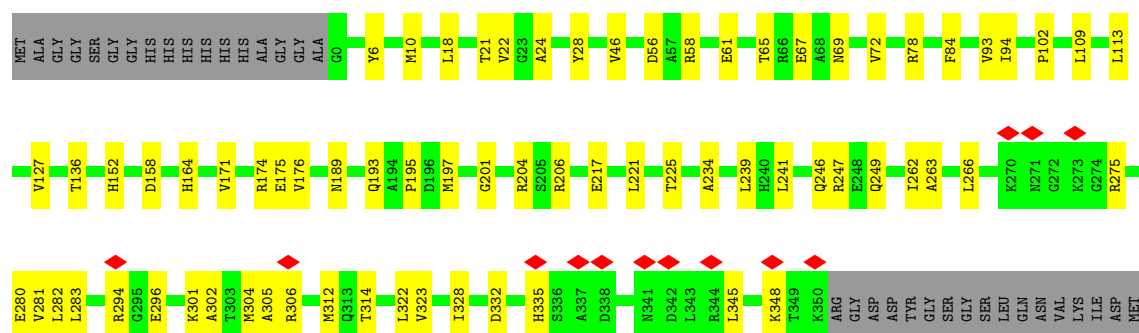 MET ALA GLY GLY SER GLY GLY HIS HIS HIS HIS HIS HIS ALA GLY GLY ALA G0 Y6 M10 L18 T21 V22 G23 A24 Y28 V46 D56 A57 R58 E61 T65 R66 E67 A68 N69 V72 R78 F84 V93 I94 P102 L109 L113
V127 T136 H152 D158 H164 V171 R174 E175 V176 N189 Q193 A194 P195 D196 M197 G201 R204 S205 R206 E217 L221 T225 A234 L239 H240 L241 Q246 R247 E248 Q249 I262 A263 L266 K270 N271 G272 K273 G274 R275
E280 V281 L282 L283 R294 G295 E296 K301 A302 T303 M304 A305 R306 M312 Q313 T314 L322 V323 I328 D332 H335 S336 A337 D338 N341 D342 L343 R344 L345 K348 T349 K350 ARG GLY ASP ASP TYR GLY SER GLY SER LEU GLN ASN VAL LYS ILE ASP MET